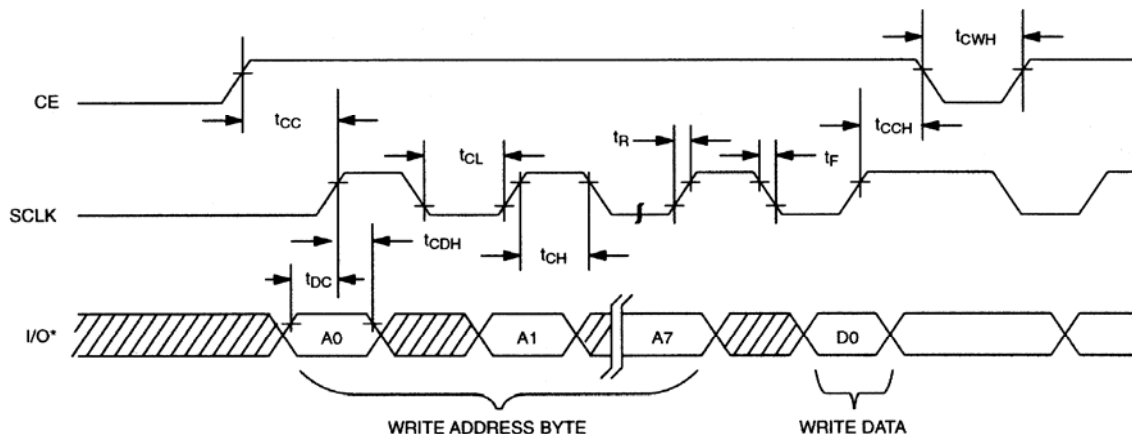 tCWH
CE
tCC
tCCH
tR
tF
tCL
SCLK
tCDH
tCH
tDC
I/O*
A0
A1
A7
D0
WRITE ADDRESS BYTE
WRITE DATA